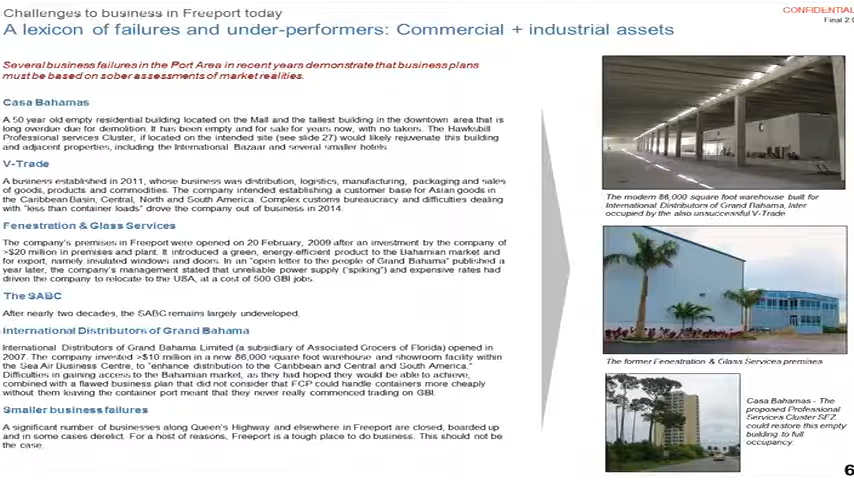 Challenges to business in Freeport today
CONFIDENTIAL
A lexicon of failures and under-performers: Commercial + industrial assets
Final 2.0
Several business failures in the Port Area in recent years demonstrate that business plans
must be based on sober assessments of market realities.
Casa Bahamas
A 50 year old empty residential building located on the Mall and the tallest building in the downtown area that is
long overdue for demolition. It has been empty and for sale for years now, with no takers. The Hawksbill
Professional services Cluster, if located on the intended site (see slide 27) would likely rejuvenate this building
and adjacent properties, including the International Bazaar and several smaller hotels.
V-Trade
A business established in 2011, whose business was distribution, logistics, manufacturing, packaging and sales
of goods, products and commodities. The company intended establishing a customer base for Asian goods in
the Caribbean Basin, Central, North and South America. Complex customs bureaucracy and difficulties dealing
with "less than container loads" drove the company out of business in 2014.
Fenestration & Glass Services
The company's premises in Freeport were opened on 20 February, 2009 after an investment by the company of
>$20 million in premises and plant. It introduced a green, energy-efficient product to the Bahamian market and
for export, namely insulated windows and doors. In an "open letter to the people of Grand Bahama" published a
year later, the company's management stated that unreliable power supply ("spiking") and expensive rates had
driven the company to relocate to the USA, at a cost of 500 GBI jobs.
The SABC
After nearly two decades, the SABC remains largely undeveloped.
International Distributors of Grand Bahama
International Distributors of Grand Bahama Limited (a subsidiary of Associated Grocers of Florida) opened in
2007. The company invested >$10 million in a new 86,000 square foot warehouse and showroom facility within
the Sea Air Business Centre, to "enhance distribution to the Caribbean and Central and South America."
Difficulties in gaining access to the Bahamian market, as they had hoped they would be able to achieve,
combined with a flawed business plan that did not consider that FCP could handle containers more cheaply
without them leaving the container port meant that they never really commenced trading on GBI.
Smaller business failures
A significant number of businesses along Queen's Highway and elsewhere in Freeport are closed, boarded up
and in some cases derelict. For a host of reasons, Freeport is a tough place to do business. This should not be
the case.
The modern 86,000 square foot warehouse built for
International Distributors of Grand Bahama, later
occupied by the also unsuccessful V-Trade
The former Fenestration & Glass Services premises
Casa Bahamas - The
proposed Professional
Services Cluster SEZ
could restore this empty
building to full
occupancy
6